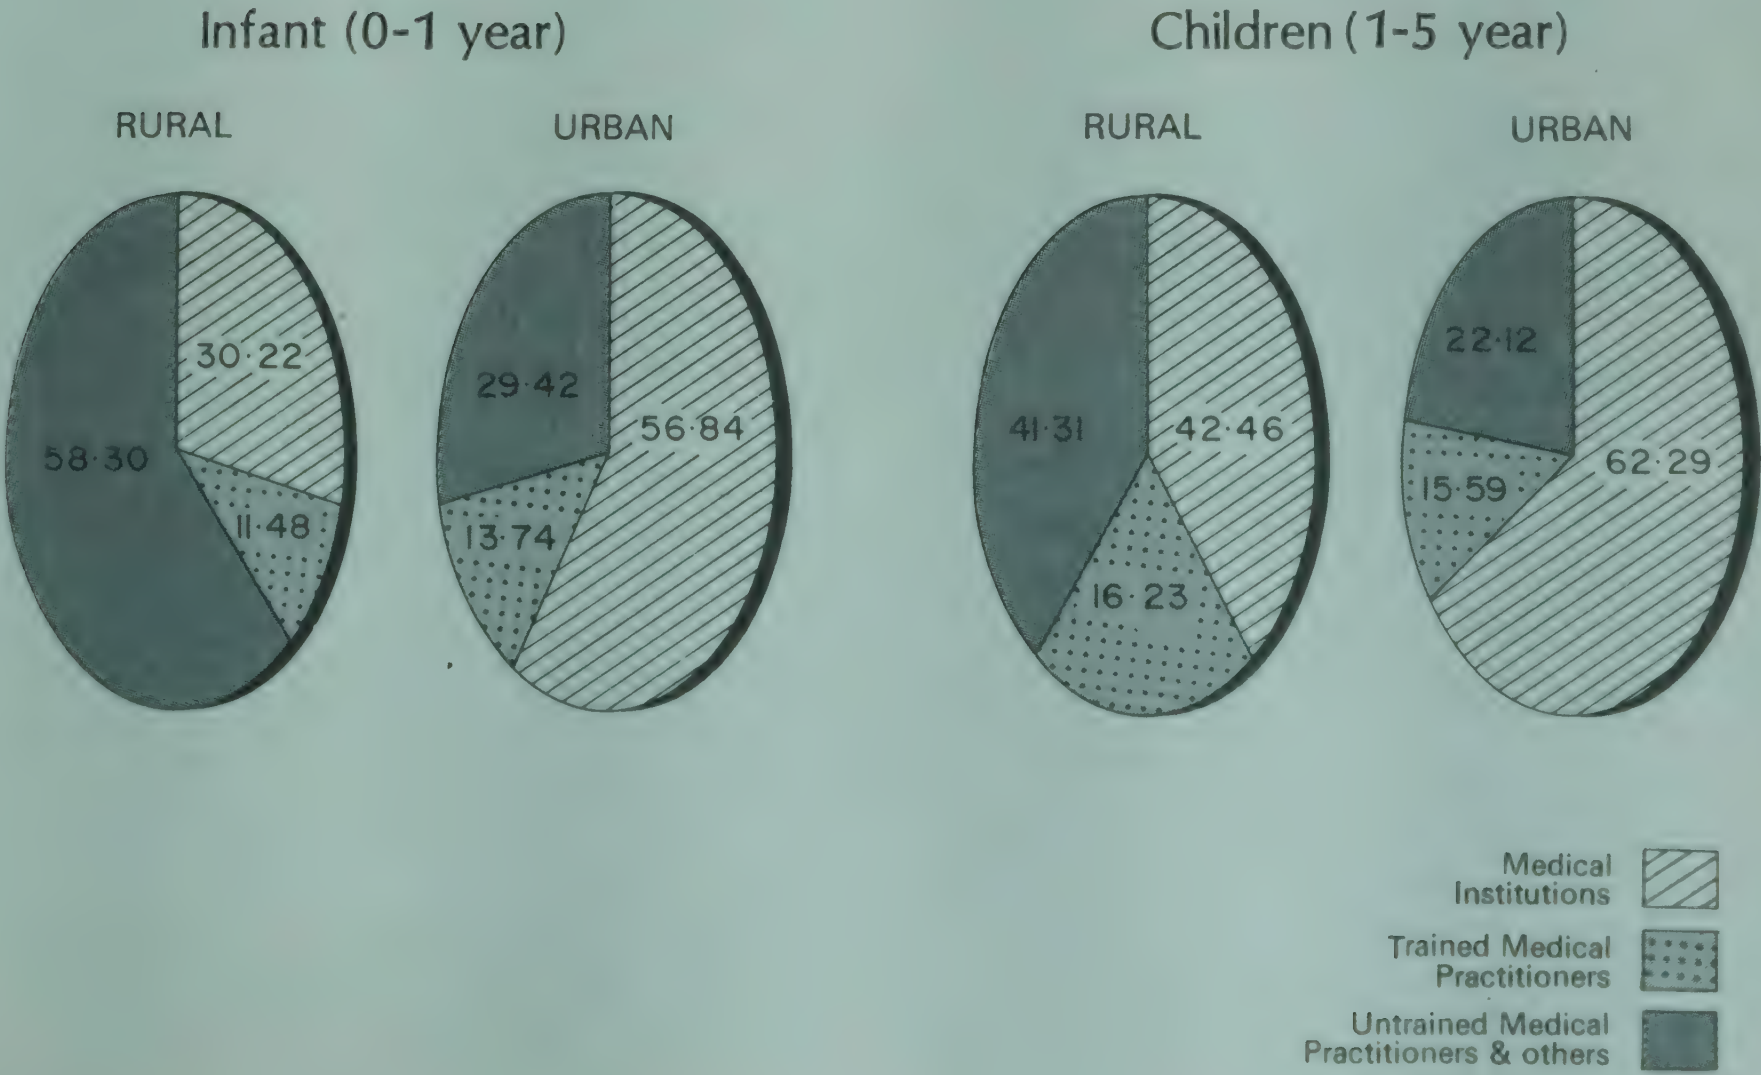 Infant (0-1 year)
RURAL
URBAN
30·22
58·30
11·48
29·42
56·84
13·74
Children (1-5 year)
RURAL
URBAN
41·31
42·46
16·23
22·12
62·29
15·59
Medical
Institutions
Trained Medical
Practitioners
Untrained Medical
Practitioners & others